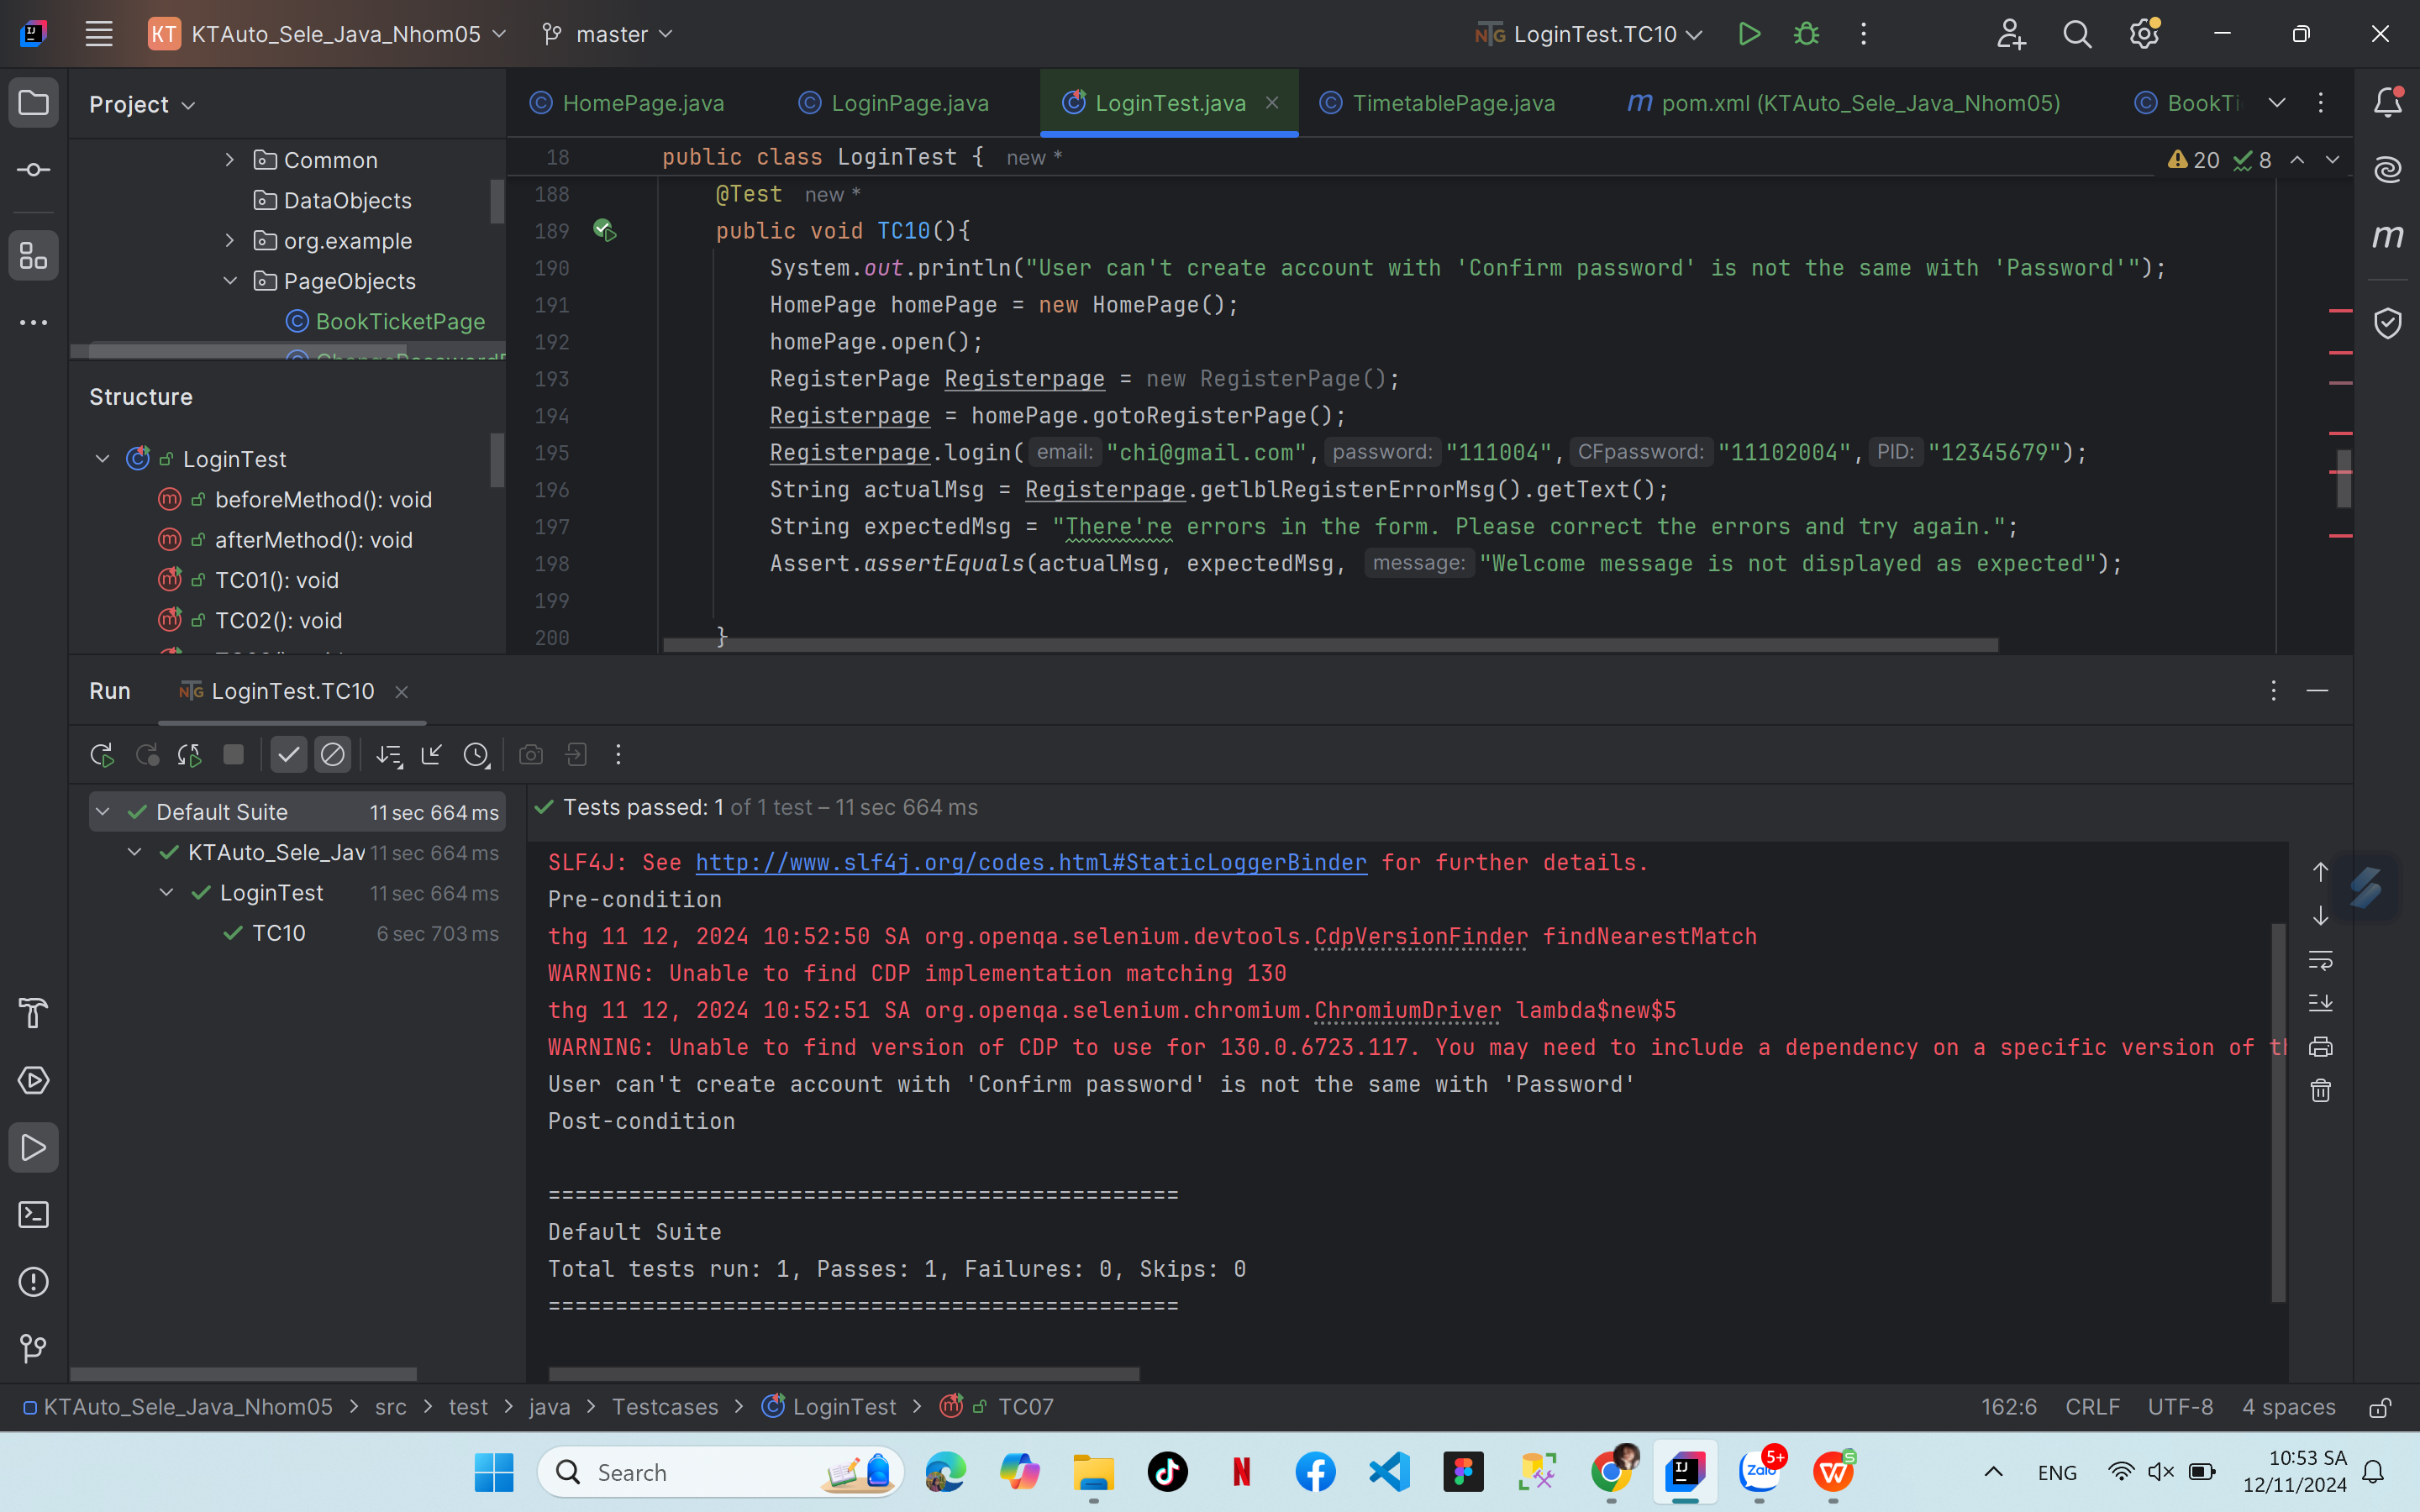 KT KTAuto_Sele_Java_Nhom05 master LoginTest.TC10
Project
HomePage.java LoginPage.java LoginTest.java TimetablePage.java pom.xml (KTAuto_Sele_Java_Nhom05) BookTi
Common
DataObjects
org.example
PageObjects
BookTicketPage
Structure
LoginTest
beforeMethod(): void
afterMethod(): void
TC01(): void
TC02(): void
18 public class LoginTest { new * 20 8
188 @Test new *
189 public void TC10(){
190 System.out.println("User can't create account with 'Confirm password' is not the same with 'Password'");
191 HomePage homePage = new HomePage();
192 homePage.open();
193 RegisterPage Registerpage = new RegisterPage();
194 Registerpage = homePage.gotoRegisterPage();
195 Registerpage.login( email: "chi@gmail.com", password: "111004", CFpassword: "11102004", PID: "12345679");
196 String actualMsg = Registerpage.getlblRegisterErrorMsg().getText();
197 String expectedMsg = "There're errors in the form. Please correct the errors and try again.";
198 Assert.assertEquals(actualMsg, expectedMsg, message: "Welcome message is not displayed as expected");
199
200 }
Run LoginTest.TC10
Default Suite 11 sec 664 ms
KTAuto_Sele_Jav 11 sec 664 ms
LoginTest 11 sec 664 ms
TC10 6 sec 703 ms
Tests passed: 1 of 1 test – 11 sec 664 ms
SLF4J: See http://www.slf4j.org/codes.html#StaticLoggerBinder for further details.
Pre-condition
thg 11 12, 2024 10:52:50 SA org.openqa.selenium.devtools.CdpVersionFinder findNearestMatch
WARNING: Unable to find CDP implementation matching 130
thg 11 12, 2024 10:52:51 SA org.openqa.selenium.chromium.ChromiumDriver lambda$new$5
WARNING: Unable to find version of CDP to use for 130.0.6723.117. You may need to include a dependency on a specific version of th
User can't create account with 'Confirm password' is not the same with 'Password'
Post-condition
===============================================
Default Suite
Total tests run: 1, Passes: 1, Failures: 0, Skips: 0
===============================================
KTAuto_Sele_Java_Nhom05 > src > test > java > Testcases > LoginTest > TC07 162:6 CRLF UTF-8 4 spaces
Search
Zalo 5+
ENG
10:53 SA
12/11/2024